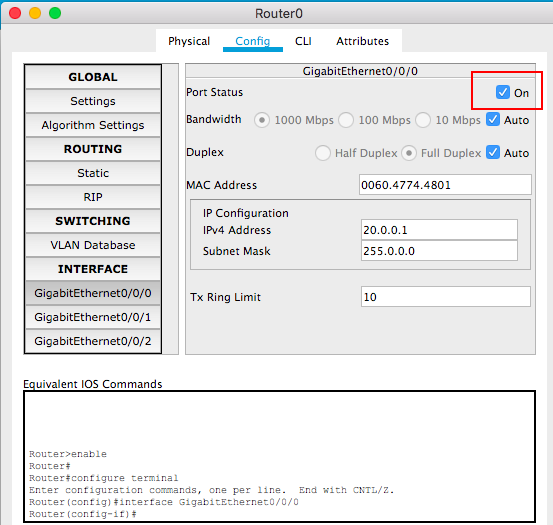 Router0
Physical Config CLI Attributes
GLOBAL
Settings
Algorithm Settings
ROUTING
Static
RIP
SWITCHING
VLAN Database
INTERFACE
GigabitEthernet0/0/0
GigabitEthernet0/0/1
GigabitEthernet0/0/2
GigabitEthernet0/0/0
Port Status On
Bandwidth 1000 Mbps 100 Mbps 10 Mbps Auto
Duplex Half Duplex Full Duplex Auto
MAC Address 0060.4774.4801
IP Configuration
IPv4 Address 20.0.0.1
Subnet Mask 255.0.0.0
Tx Ring Limit 10
Equivalent IOS Commands
Router>enable
Router#
Router#configure terminal
Enter configuration commands, one per line. End with CNTL/Z.
Router(config)#interface GigabitEthernet0/0/0
Router(config-if)#